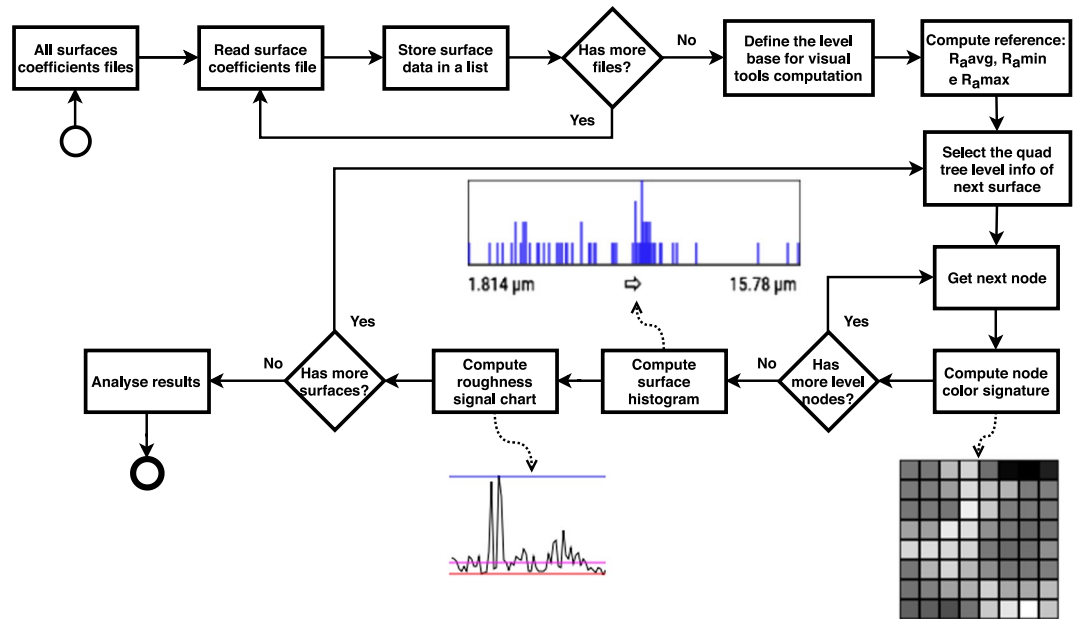 All surfaces
coefficients files
Read surface
coefficients file
Store surface
data in a list
Has more
files?
No
Yes
Define the level
base for visual
tools computation
Compute reference:
Raavg, Ramin
e Ramax
Select the quad
tree level info of
next surface
Get next node
Compute node
color signature
Has
more level
nodes?
Yes
No
1.814 µm
15.78 µm
Compute
surface
histogram
Compute
roughness
signal chart
Has more
surfaces?
Yes
No
Analyse results